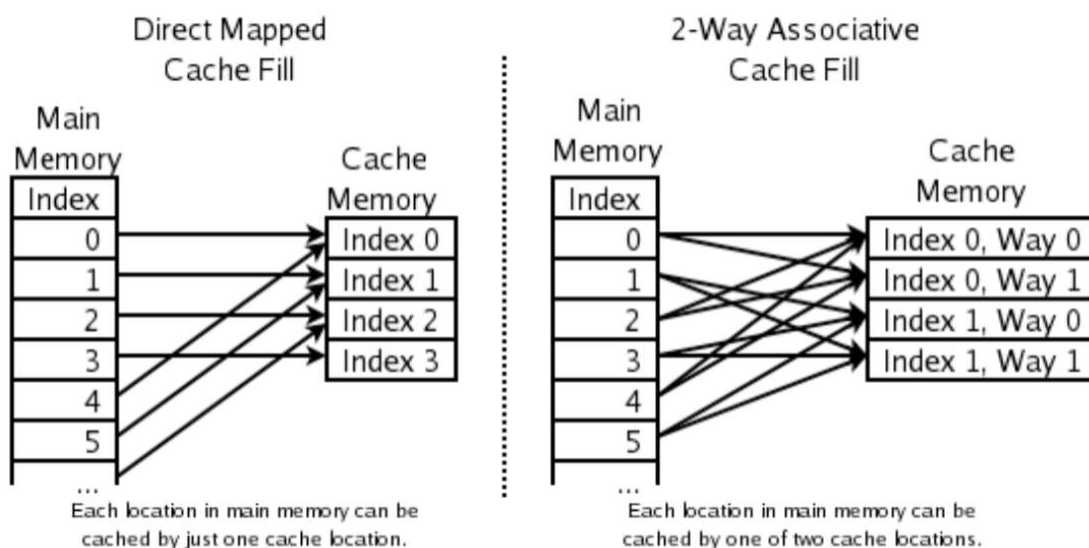 Direct Mapped
Cache Fill
Main
Memory
Index
0
1
2
3
4
5
...
Cache
Memory
Index 0
Index 1
Index 2
Index 3
Each location in main memory can be
cached by just one cache location.
2-Way Associative
Cache Fill
Main
Memory
Index
0
1
2
3
4
5
...
Cache
Memory
Index 0, Way 0
Index 0, Way 1
Index 1, Way 0
Index 1, Way 1
Each location in main memory can be
cached by one of two cache locations.